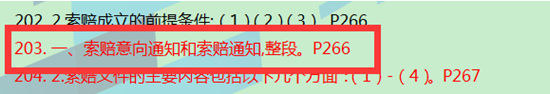 202. 2.索赔成立的前提条件:(1)(2)(3)。P266
203. 一、索赔意向通知和索赔通知,整段。P266
204. 2.索赔文件的主要内容包括以下几个方面:(1)-(4)。P267